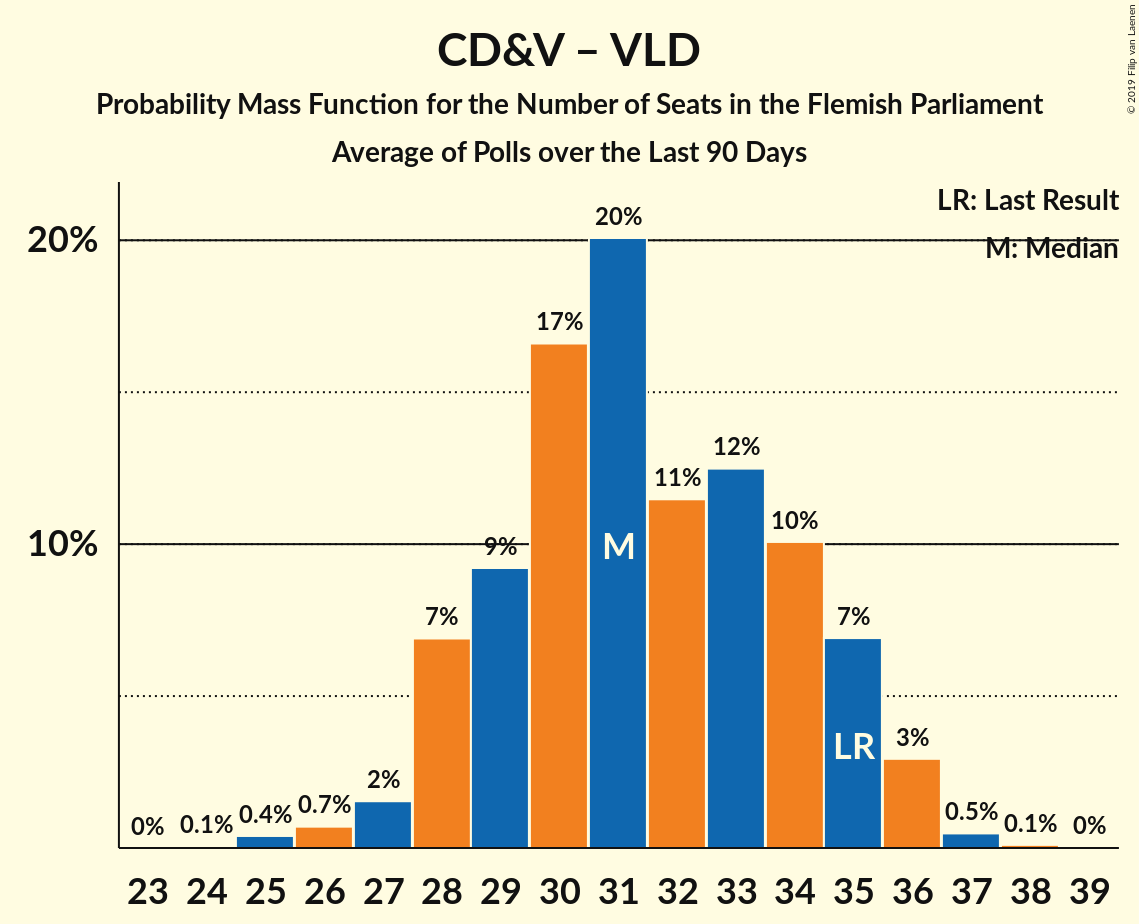 CD&V – VLD
Probability Mass Function for the Number of Seats in the Flemish Parliament
Average of Polls over the Last 90 Days
© 2019 Filip van Laenen
LR: Last Result
M: Median
20%
10%
0% 0.1% 0.4% 0.7% 2% 7% 9% 17% 20% 11% 12% 10% 7% 3% 0.5% 0.1% 0%
M
LR
23 24 25 26 27 28 29 30 31 32 33 34 35 36 37 38 39